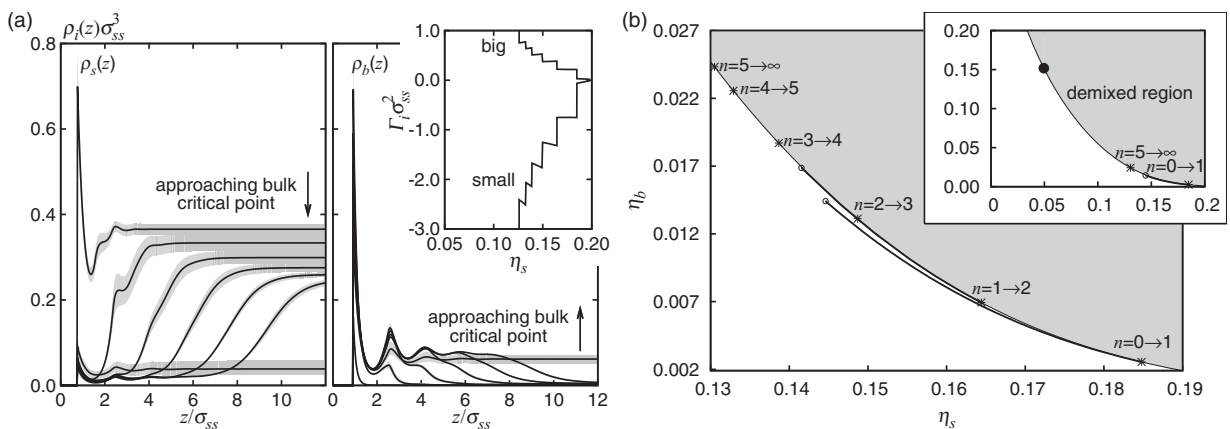 (a)
ρᵢ(z)σ³ₛₛ
0.8
0.6
0.4
0.2
0.0
ρₛ(z)
approaching bulk
critical point
0 2 4 6 8 10
z/σₛₛ
ρ_b(z)
approaching bulk
critical point
2 4 6 8 10 12
z/σₛₛ
Γᵢσ²ₛₛ
1.0
0.0
-1.0
-2.0
-3.0
big
small
0.05 0.10 0.15 0.20
ηₛ
(b)
η_b
0.027
0.022
0.017
0.012
0.007
0.002
n=5→∞
n=4→5
n=3→4
n=2→3
n=1→2
n=0→1
0.13 0.14 0.15 0.16 0.17 0.18 0.19
ηₛ
0.20
0.15
0.10
0.05
0.00
demixed region
n=5→∞
n=0→1
0 0.05 0.10 0.15 0.2